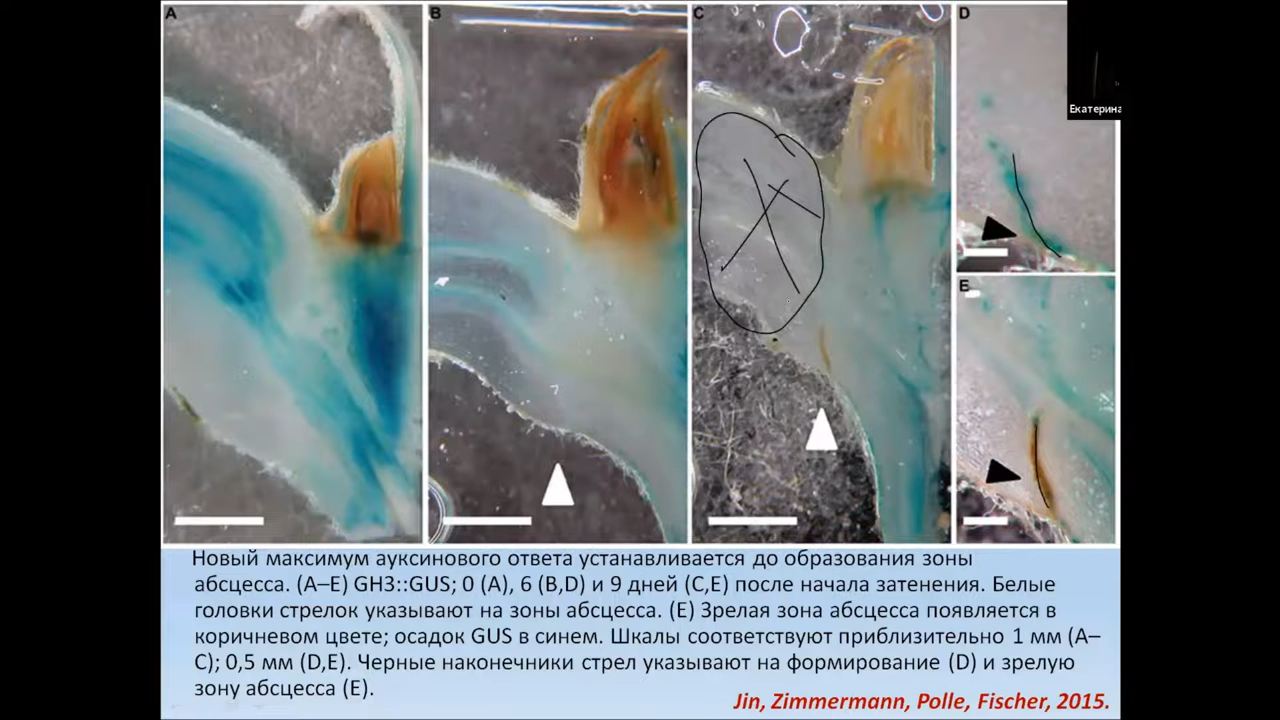 A
B
C
D
E
Екатерина
Новый максимум ауксинового ответа устанавливается до образования зоны
абсцесса. (A–E) GH3::GUS; 0 (A), 6 (B,D) и 9 дней (C,E) после начала затенения. Белые
головки стрелок указывают на зоны абсцесса. (E) Зрелая зона абсцесса появляется в
коричневом цвете; осадок GUS в синем. Шкалы соответствуют приблизительно 1 мм (A–
C); 0,5 мм (D,E). Черные наконечники стрел указывают на формирование (D) и зрелую
зону абсцесса (E).
Jin, Zimmermann, Polle, Fischer, 2015.